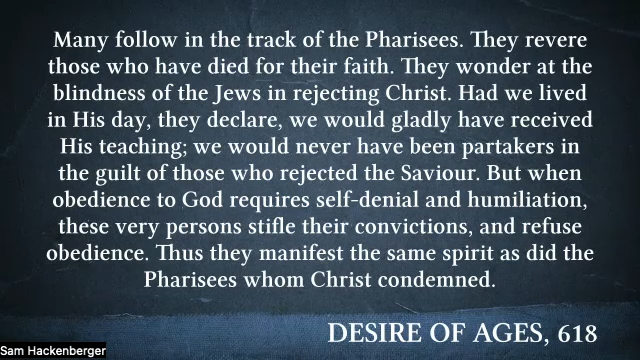 Many follow in the track of the Pharisees. They revere
those who have died for their faith. They wonder at the
blindness of the Jews in rejecting Christ. Had we lived
in His day, they declare, we would gladly have received
His teaching; we would never have been partakers in
the guilt of those who rejected the Saviour. But when
obedience to God requires self-denial and humiliation,
these very persons stifle their convictions, and refuse
obedience. Thus they manifest the same spirit as did the
Pharisees whom Christ condemned.
DESIRE OF AGES, 618
Sam Hackenberger